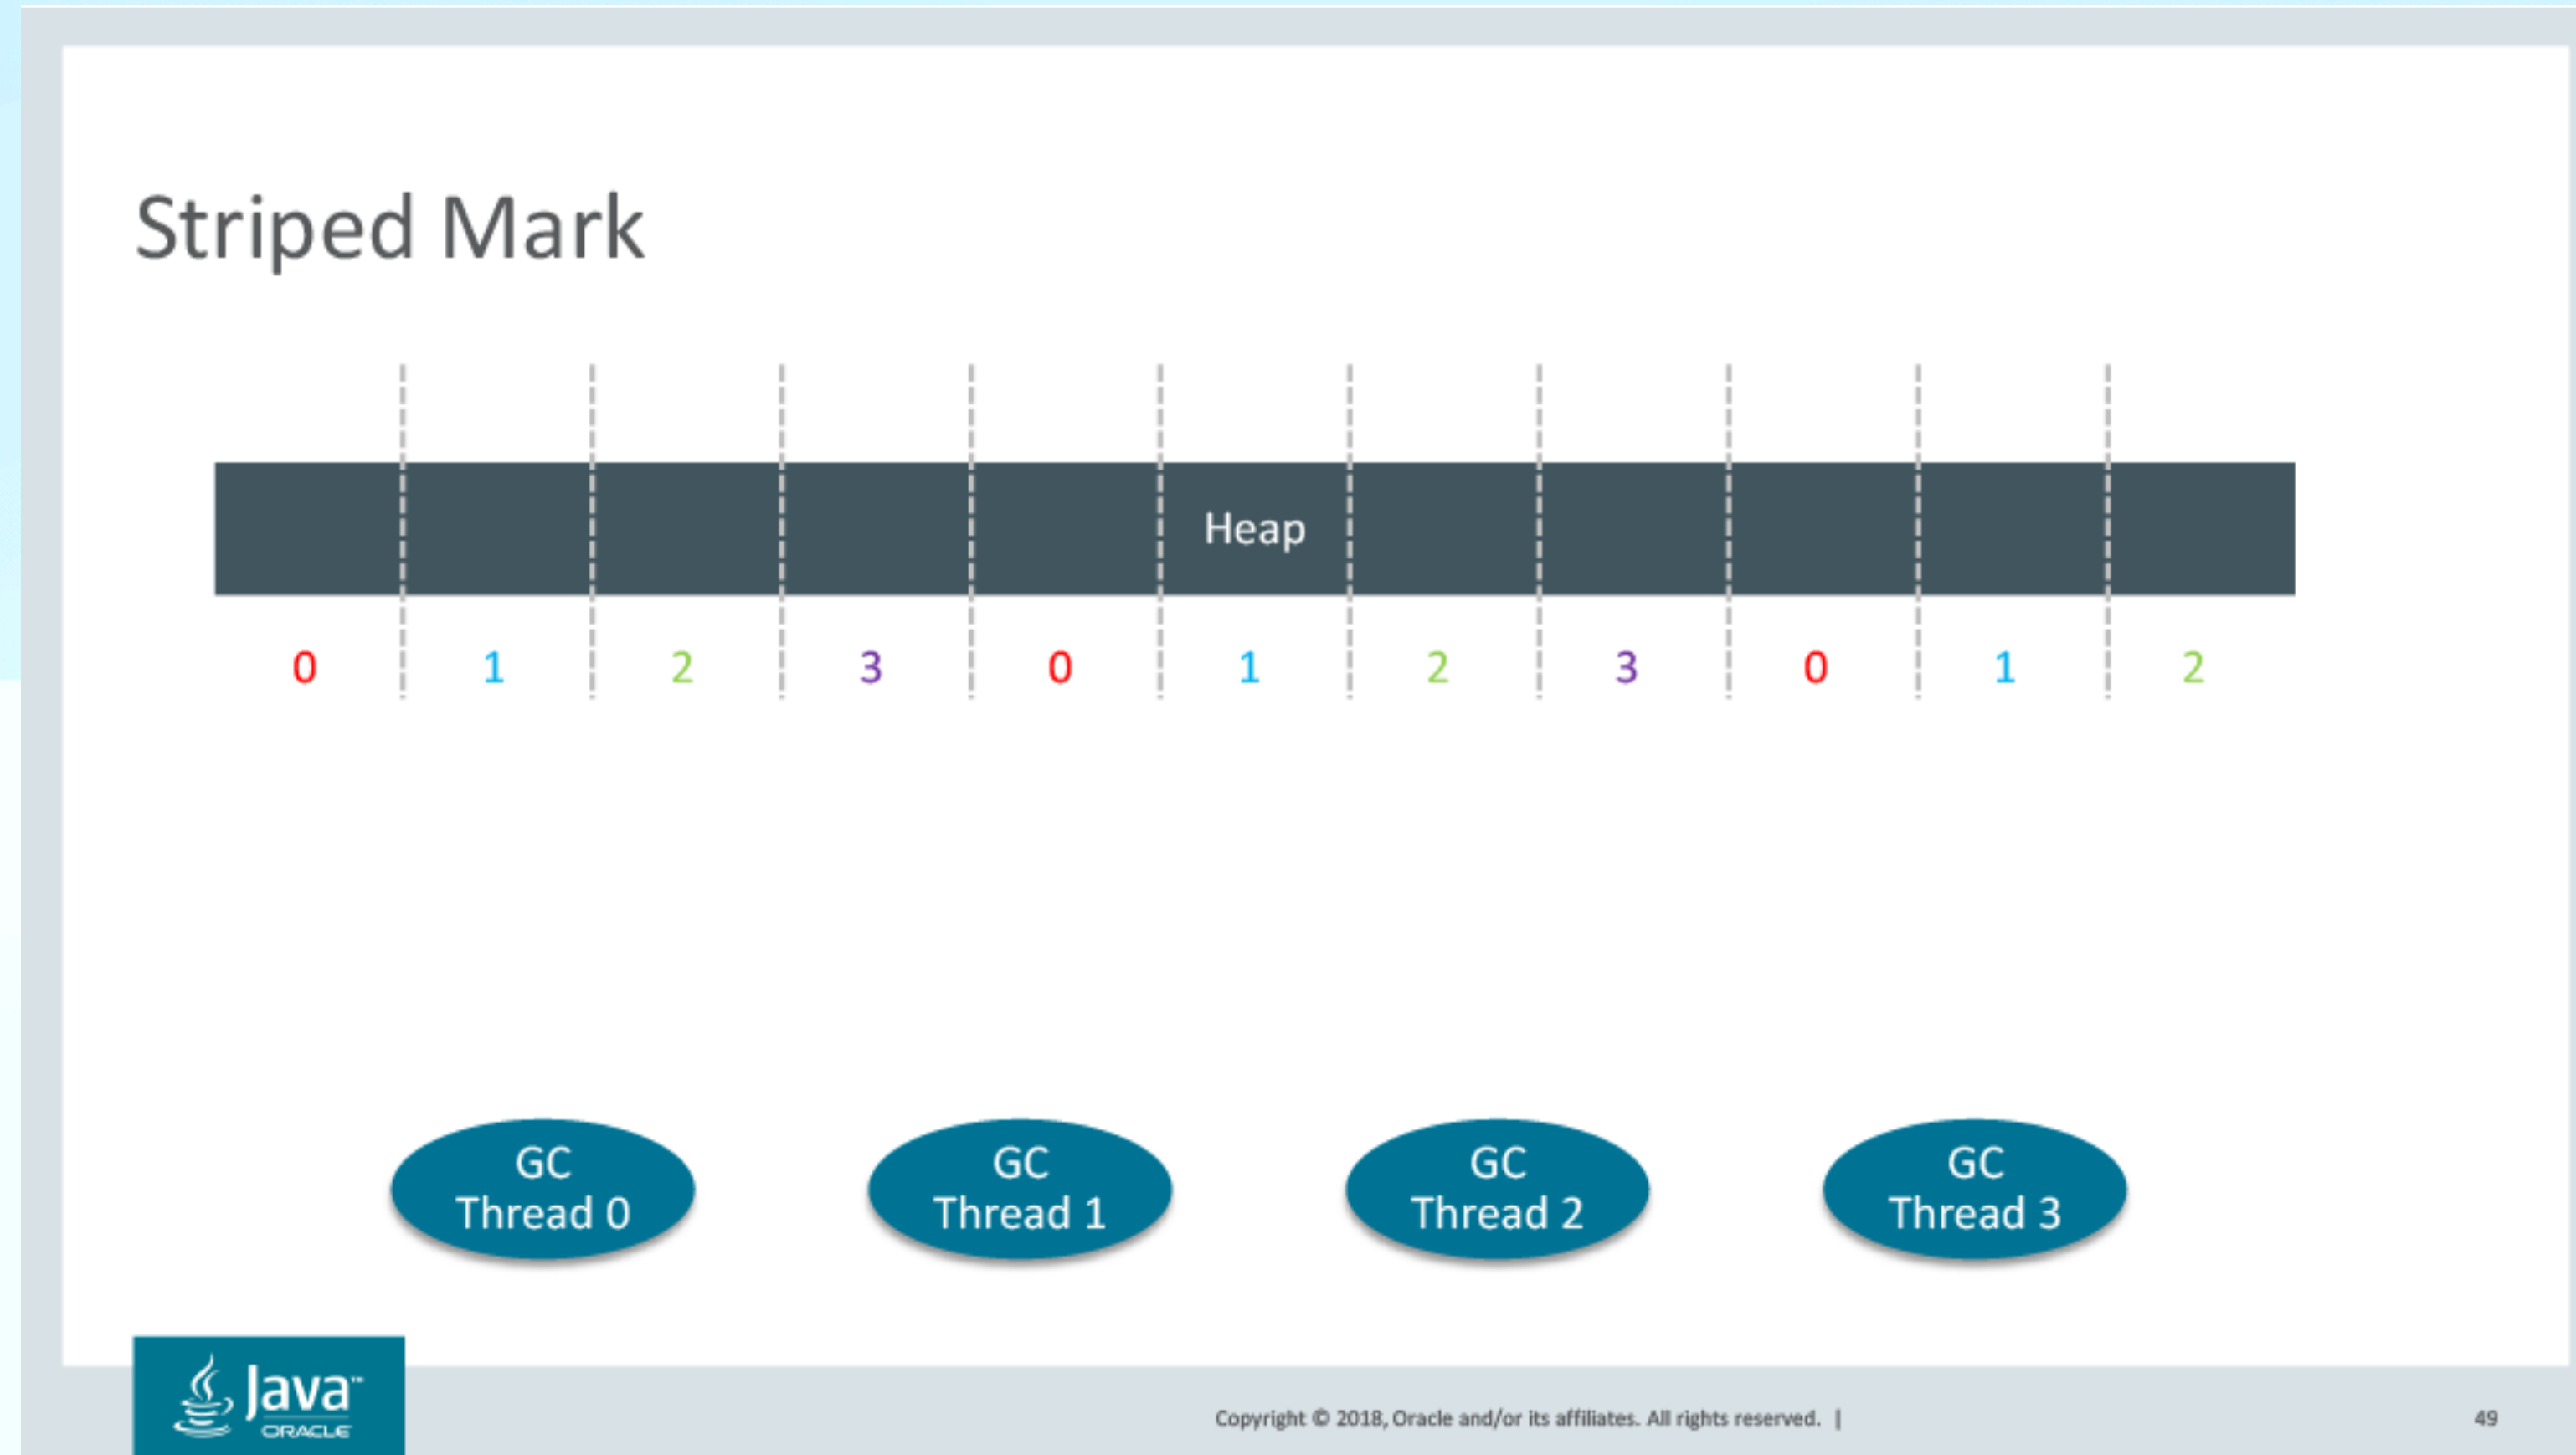 Striped Mark
Heap
0 1 2 3 0 1 2 3 0 1 2
GC
Thread 0
GC
Thread 1
GC
Thread 2
GC
Thread 3
Java™
ORACLE
Copyright © 2018, Oracle and/or its affiliates. All rights reserved. |
49